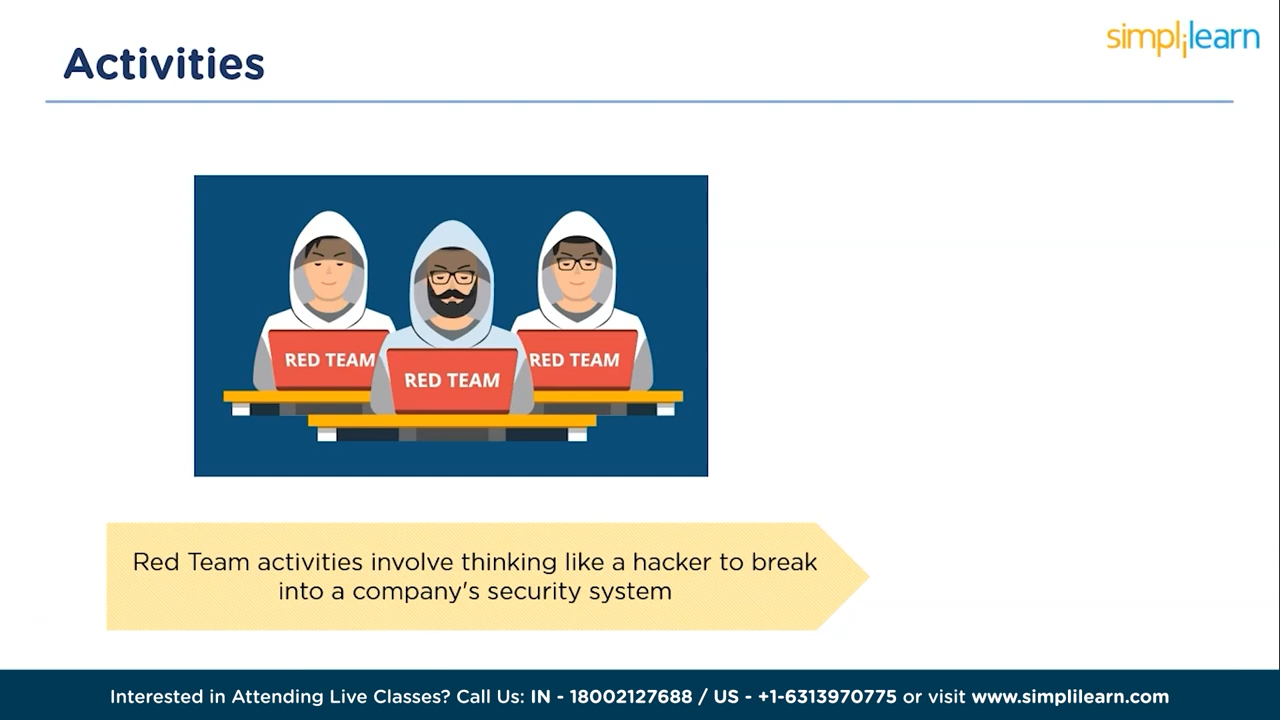 Activities
simplilearn
RED TEAM
RED TEAM
RED TEAM
Red Team activities involve thinking like a hacker to break
into a company's security system
Interested in Attending Live Classes? Call Us: IN - 18002127688 / US - +1-6313970775 or visit www.simplilearn.com